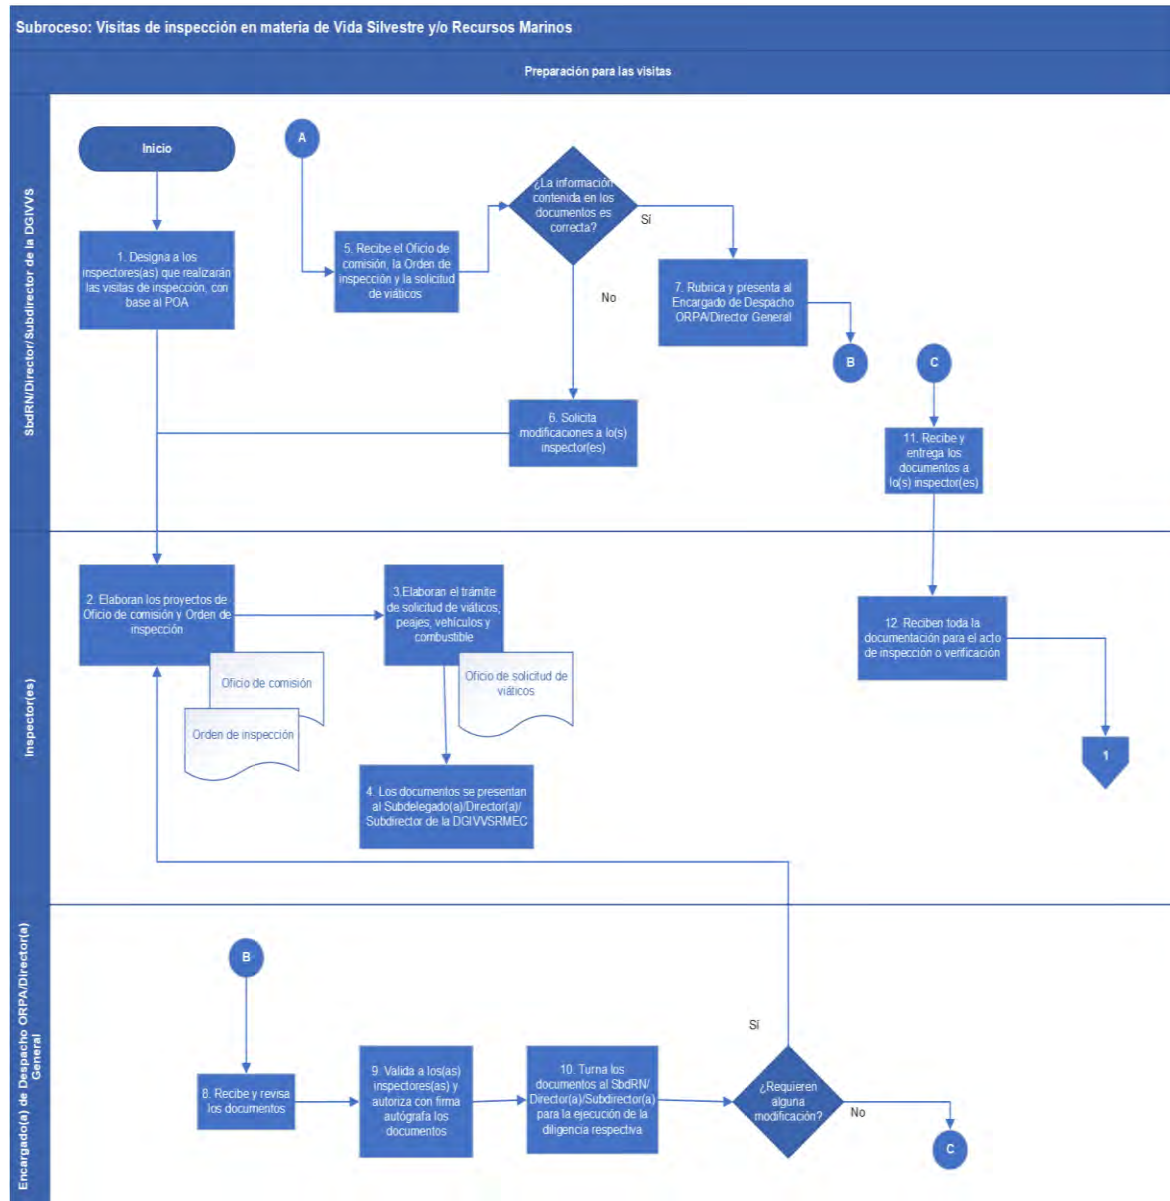 Subroceso: Visitas de inspección en materia de Vida Silvestre y/o Recursos Marinos
Preparación para las visitas
SbdRN/Director/Subdirector de la DGIVVS
Inicio
1. Designa a los
inspectores(as) que realizarán
las visitas de inspección, con
base al POA
A
5. Recibe el Oficio de
comisión, la Orden de
inspección y la solicitud
de viáticos
¿La información
contenida en los
documentos es
correcta?
Sí
No
6. Solicita
modificaciones a lo(s)
inspector(es)
7. Rubrica y presenta al
Encargado de Despacho
ORPA/Director General
B
C
11. Recibe y
entrega los
documentos a
lo(s) inspector(es)
Inspector(es)
2. Elaboran los proyectos de
Oficio de comisión y Orden de
inspección
Oficio de comisión
Orden de inspección
3.Elaboran el trámite
de solicitud de viáticos,
peajes, vehículos y
combustible
Oficio de solicitud de
viáticos
4. Los documentos se presentan
al Subdelegado(a)/Director(a)/
Subdirector de la DGIVVSRMEC
12. Reciben toda la
documentación para el acto
de inspección o verificación
1
Encargado(a) de Despacho ORPA/Director(a)
General
B
8. Recibe y revisa
los documentos
9. Valida a los(as)
inspectores(as) y
autoriza con firma
autógrafa los
documentos
10. Turna los
documentos al SbdRN/
Director(a)/Subdirector(a)
para la ejecución de la
diligencia respectiva
¿Requieren
alguna
modificación?
Sí
No
C